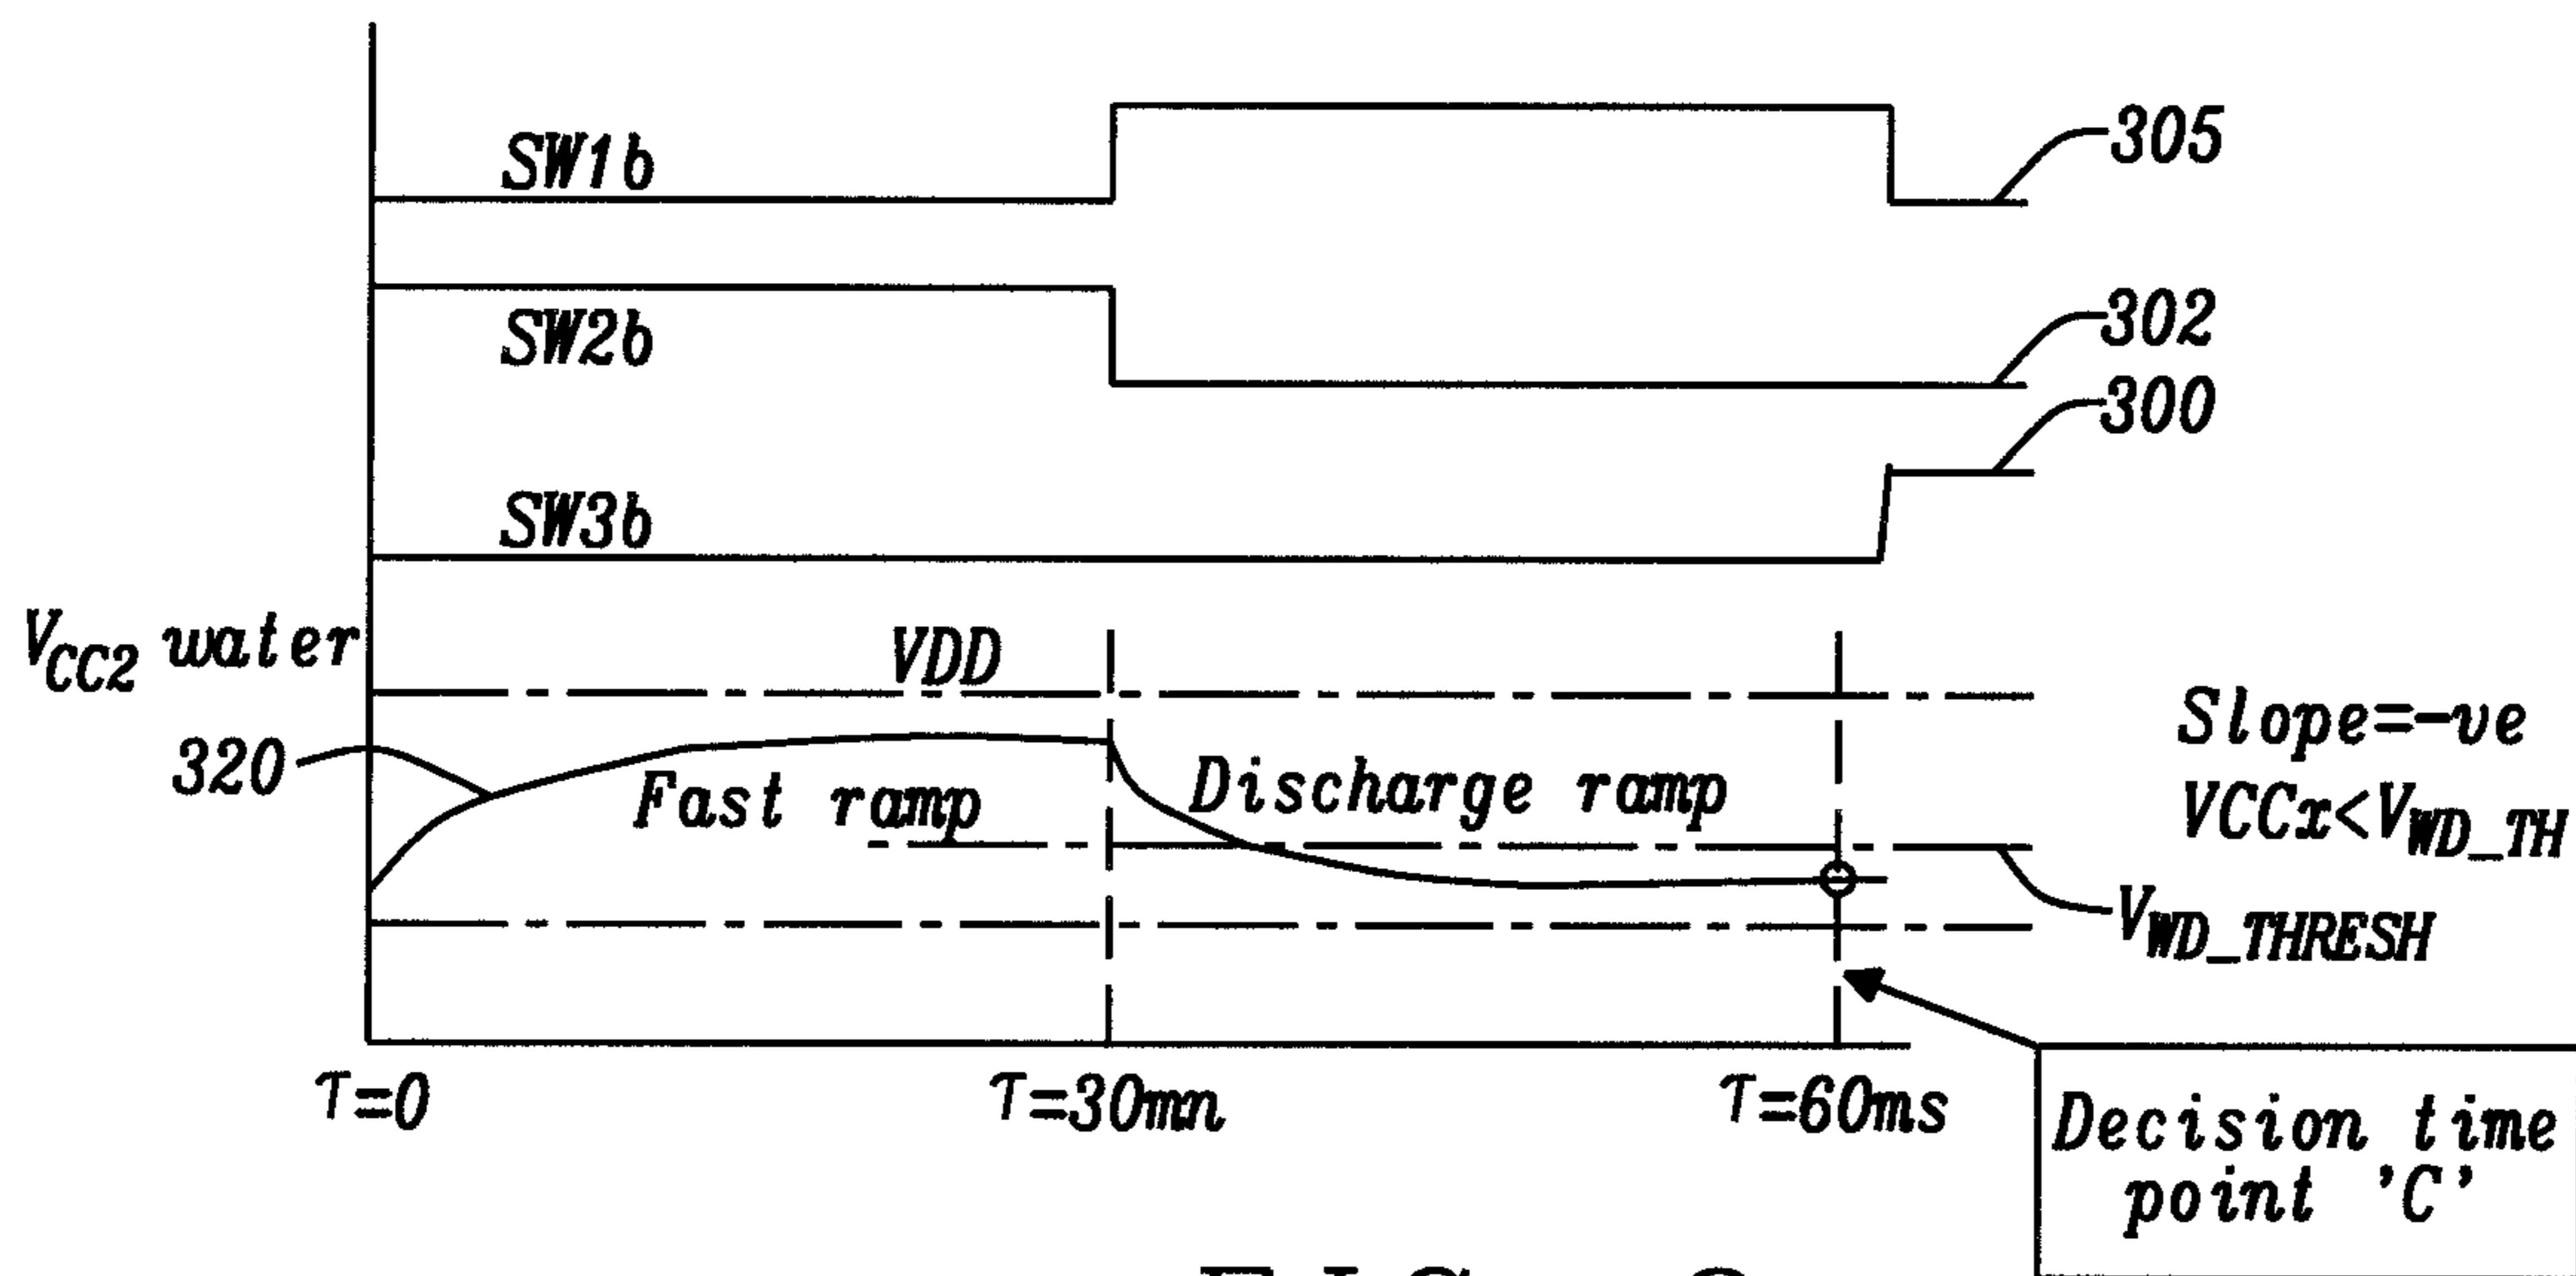 SW1b
305
SW2b
302
300
SW3b
V_CC2 water
VDD
320
Fast ramp
Discharge ramp
Slope=-ve
VCCx<V_WD_TH
V_WD_THRESH
τ=0
τ=30mn
τ=60ms
Decision time
point 'C'